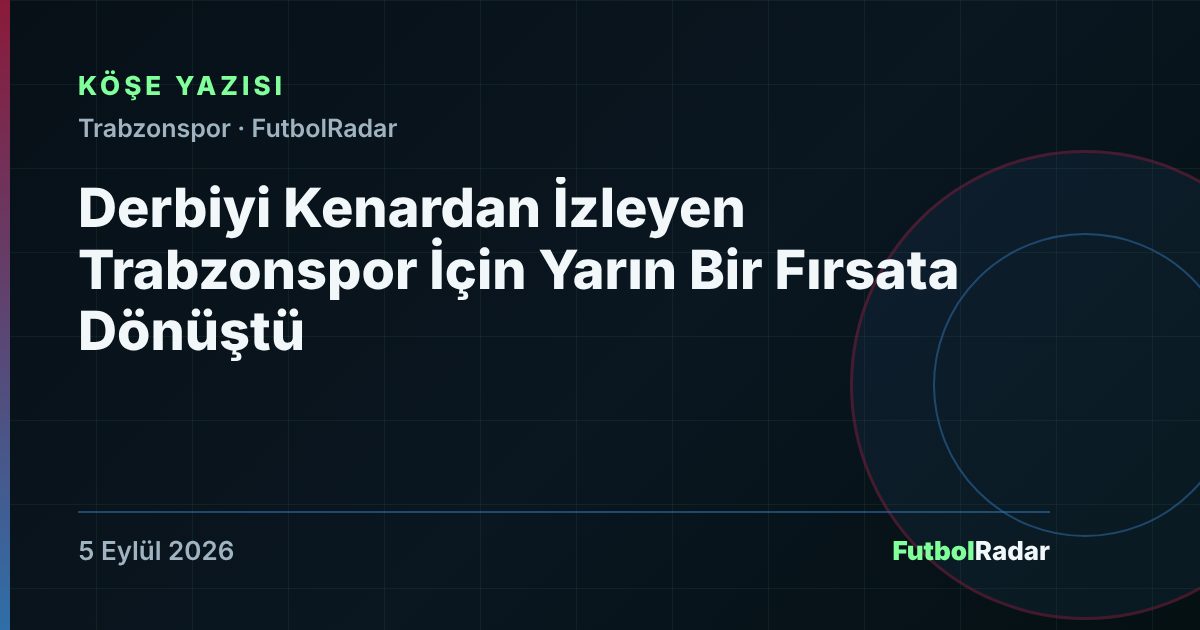 KÖŞE YAZISI
Trabzonspor · FutbolRadar
Derbiyi Kenardan İzleyen
Trabzonspor İçin Yarın Bir Fırsata
Dönüştü
5 Eylül 2026
FutbolRadar